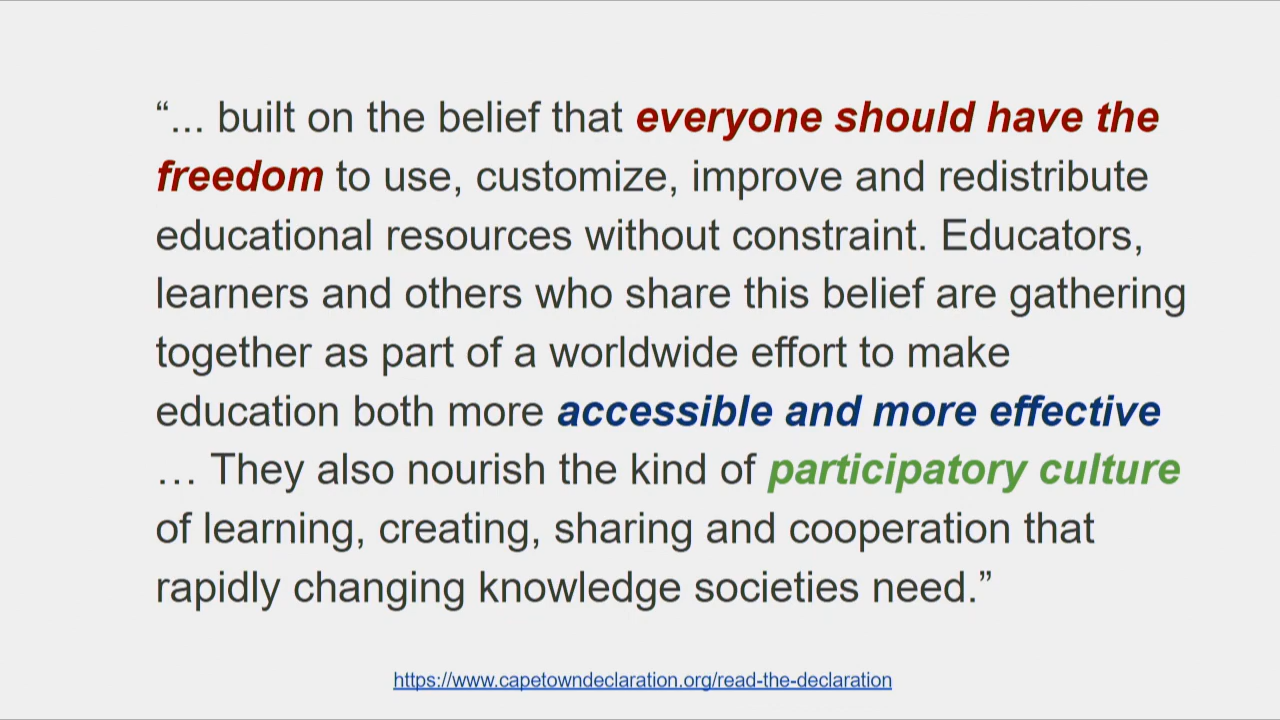 “... built on the belief that everyone should have the
freedom to use, customize, improve and redistribute
educational resources without constraint. Educators,
learners and others who share this belief are gathering
together as part of a worldwide effort to make
education both more accessible and more effective
… They also nourish the kind of participatory culture
of learning, creating, sharing and cooperation that
rapidly changing knowledge societies need.”
https://www.capetowndeclaration.org/read-the-declaration